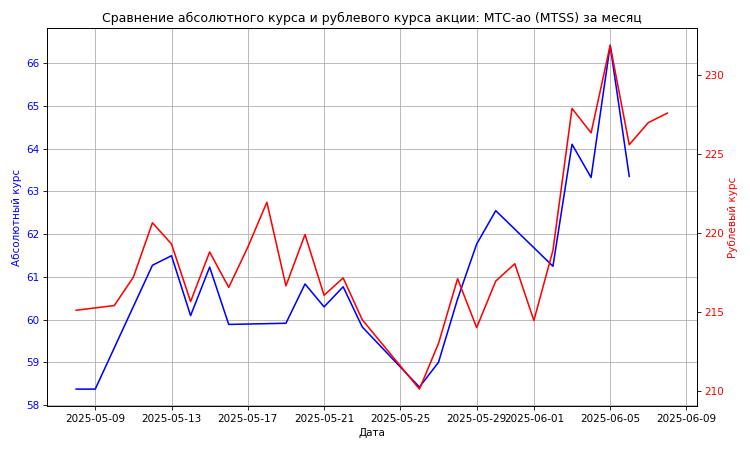 Сравнение абсолютного курса и рублевого курса акции: МТС-ао (MTSS) за месяц
66
65
64
63
62
61
60
59
58
Абсолютный курс
230
225
220
215
210
Рублевый курс
2025-05-09 2025-05-13 2025-05-17 2025-05-21 2025-05-25 2025-05-29 2025-06-01 2025-06-05 2025-06-09
Дата